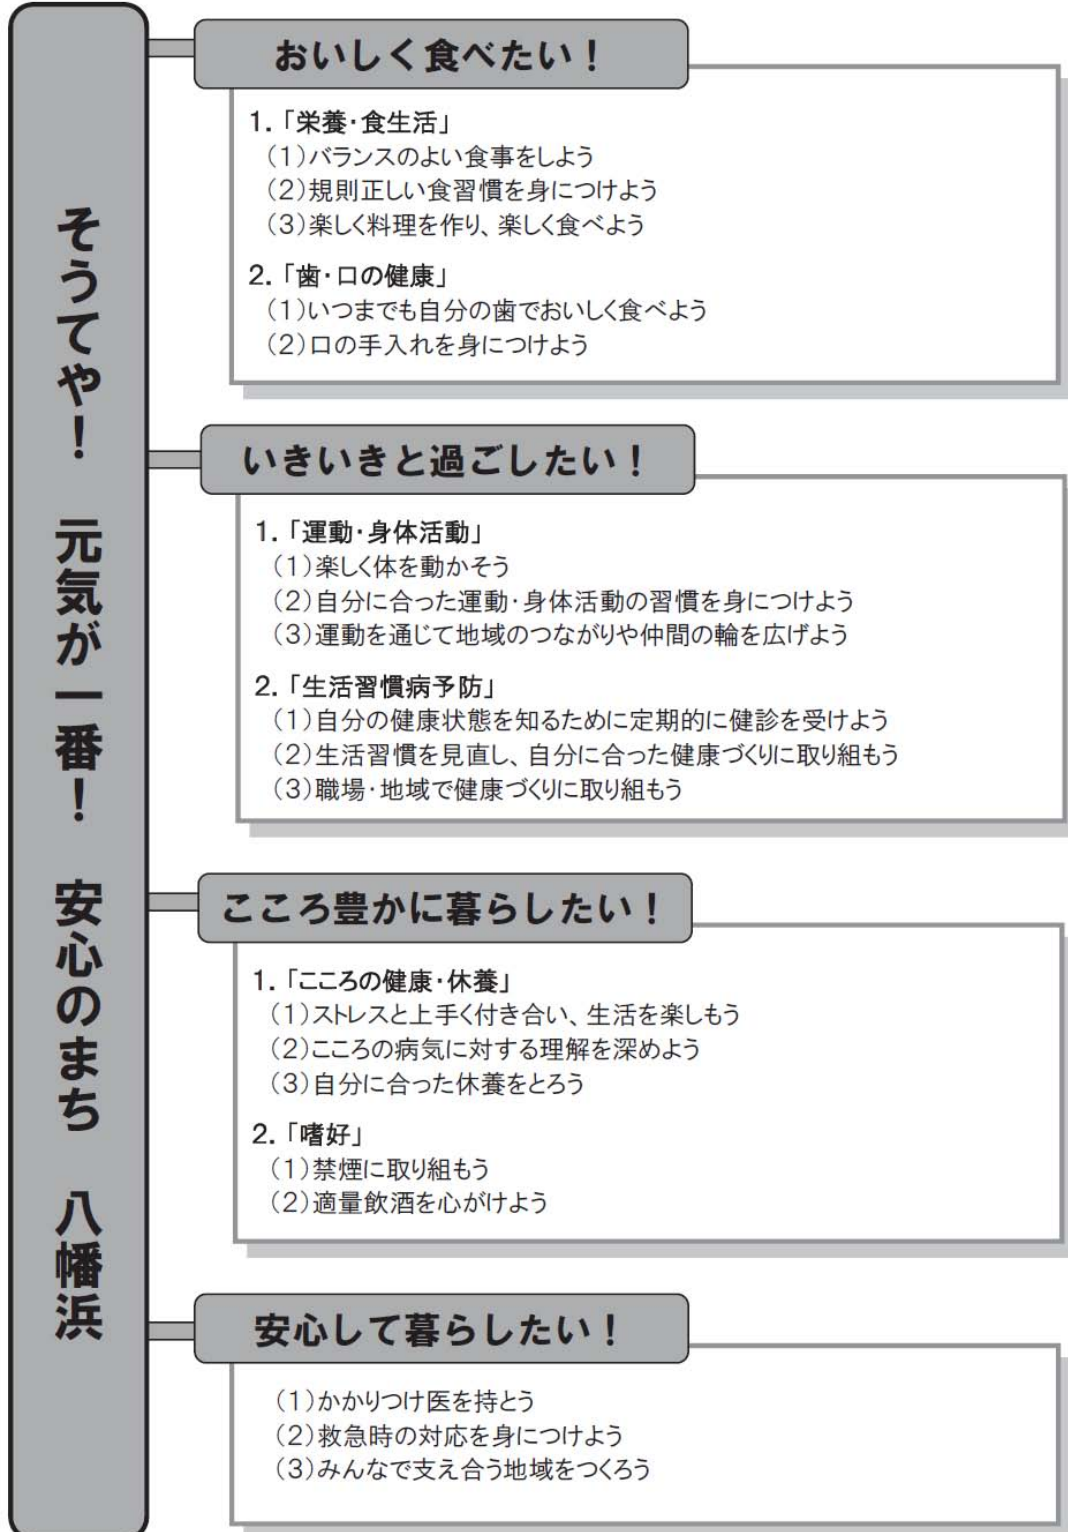 そうてや！　元気が一番！　安心のまち　八幡浜
おいしく食べたい！
1．「栄養・食生活」
（1）バランスのよい食事をしよう
（2）規則正しい食習慣を身につけよう
（3）楽しく料理を作り、楽しく食べよう
2．「歯・口の健康」
（1）いつまでも自分の歯でおいしく食べよう
（2）口の手入れを身につけよう
いきいきと過ごしたい！
1．「運動・身体活動」
（1）楽しく体を動かそう
（2）自分に合った運動・身体活動の習慣を身につけよう
（3）運動を通じて地域のつながりや仲間の輪を広げよう
2．「生活習慣病予防」
（1）自分の健康状態を知るために定期的に健診を受けよう
（2）生活習慣を見直し、自分に合った健康づくりに取り組もう
（3）職場・地域で健康づくりに取り組もう
こころ豊かに暮らしたい！
1．「こころの健康・休養」
（1）ストレスと上手く付き合い、生活を楽しもう
（2）こころの病気に対する理解を深めよう
（3）自分に合った休養をとろう
2．「嗜好」
（1）禁煙に取り組もう
（2）適量飲酒を心がけよう
安心して暮らしたい！
（1）かかりつけ医を持とう
（2）救急時の対応を身につけよう
（3）みんなで支え合う地域をつくろう